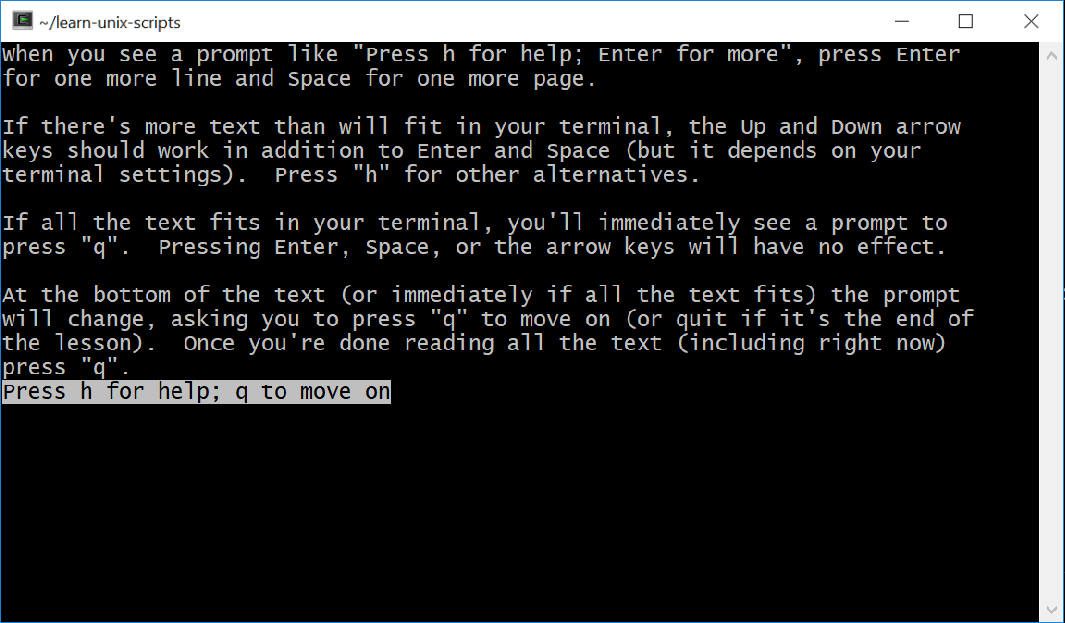 ~/learn-unix-scripts
When you see a prompt like "Press h for help; Enter for more", press Enter
for one more line and Space for one more page.
If there's more text than will fit in your terminal, the Up and Down arrow
keys should work in addition to Enter and Space (but it depends on your
terminal settings).  Press "h" for other alternatives.
If all the text fits in your terminal, you'll immediately see a prompt to
press "q".  Pressing Enter, Space, or the arrow keys will have no effect.
At the bottom of the text (or immediately if all the text fits) the prompt
will change, asking you to press "q" to move on (or quit if it's the end of
the lesson).  Once you're done reading all the text (including right now)
press "q".
Press h for help; q to move on